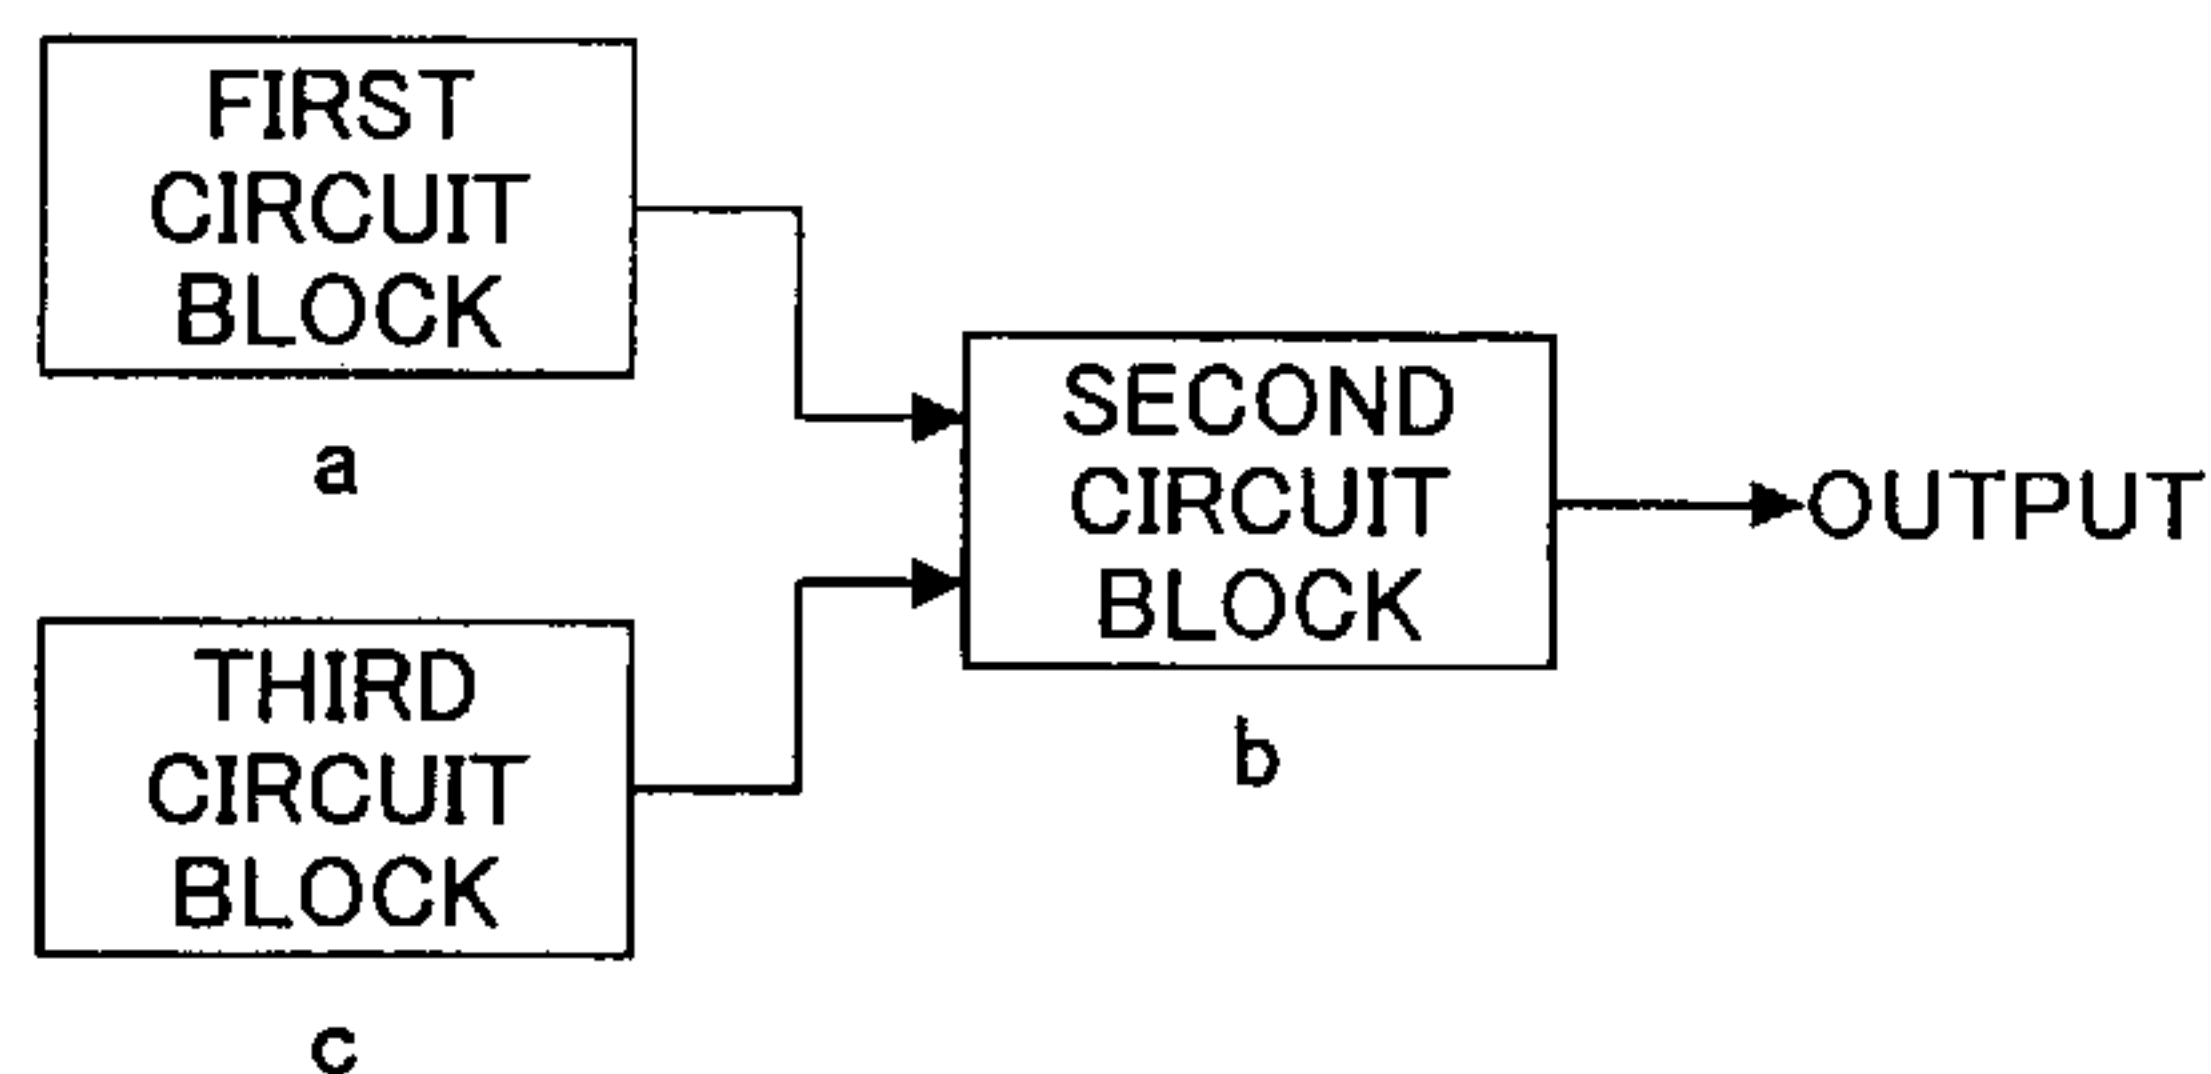 FIRST
CIRCUIT
BLOCK
a
SECOND
CIRCUIT
BLOCK
b
OUTPUT
THIRD
CIRCUIT
BLOCK
c